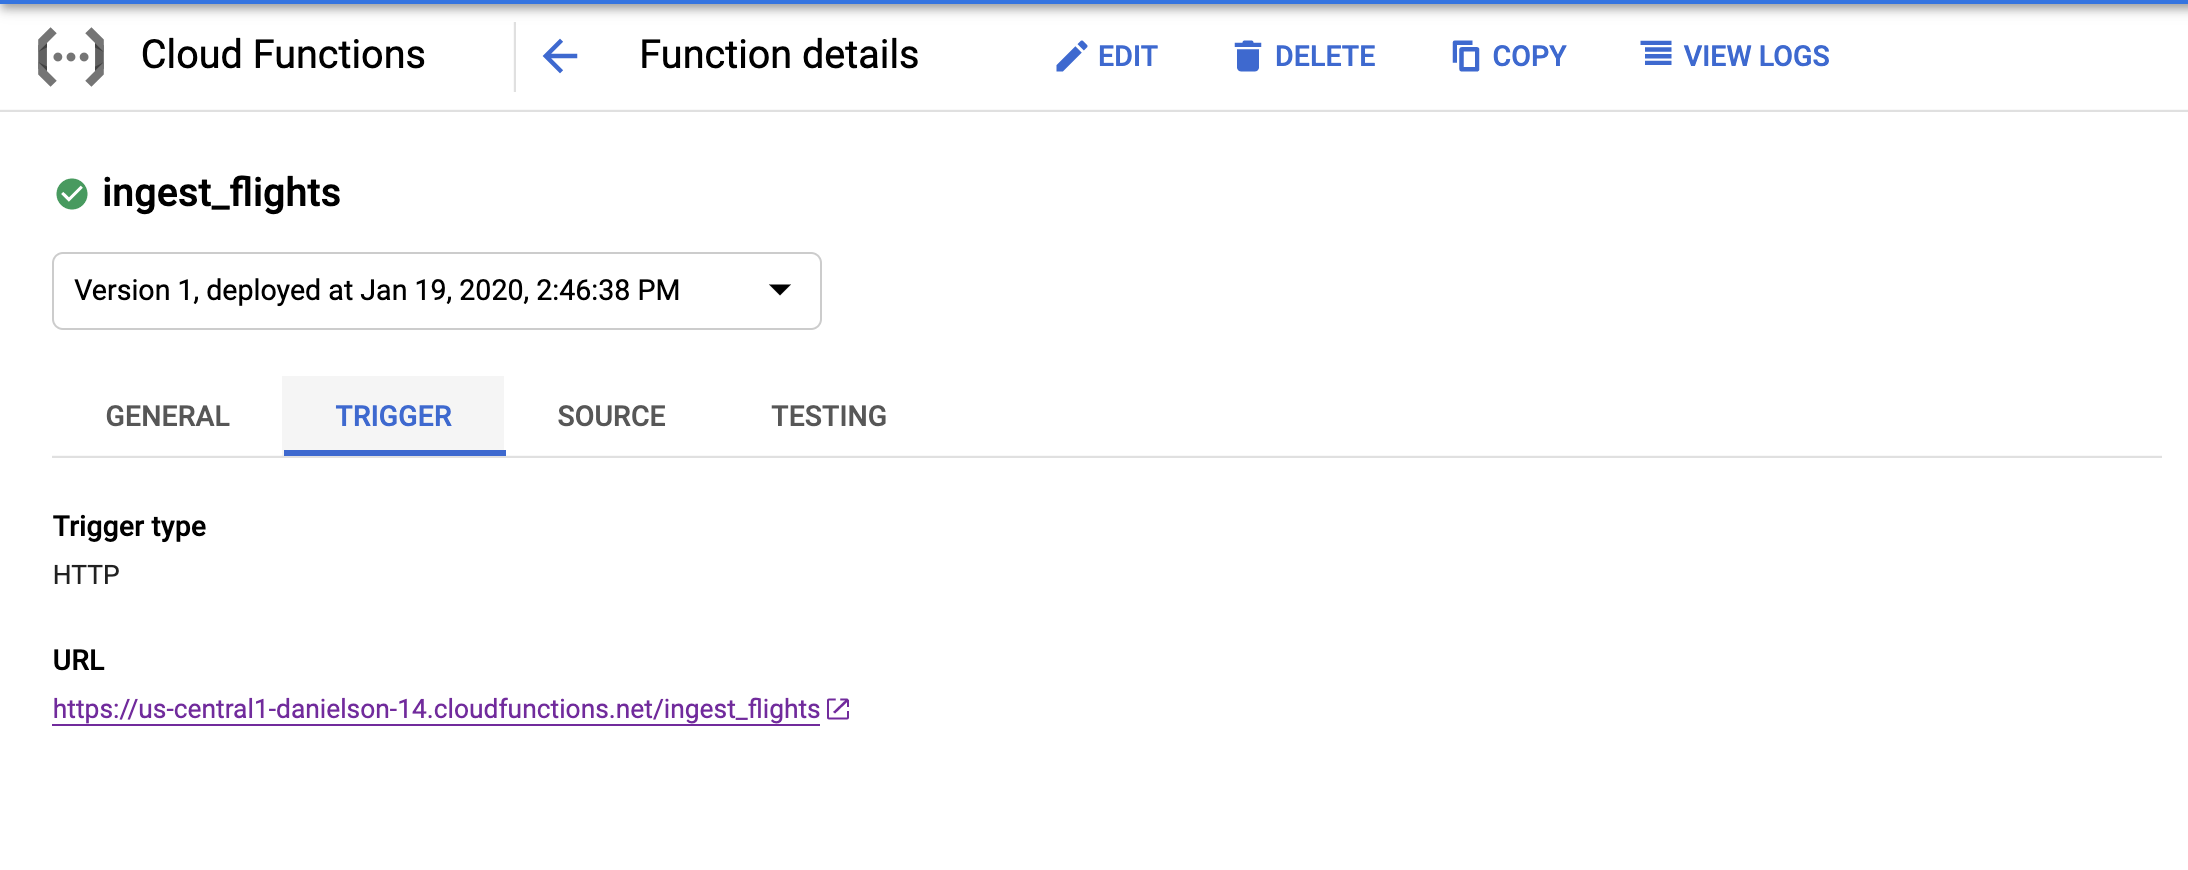 Cloud Functions
Function details
EDIT
DELETE
COPY
VIEW LOGS
ingest_flights
Version 1, deployed at Jan 19, 2020, 2:46:38 PM
GENERAL
TRIGGER
SOURCE
TESTING
Trigger type
HTTP
URL
https://us-central1-danielson-14.cloudfunctions.net/ingest_flights